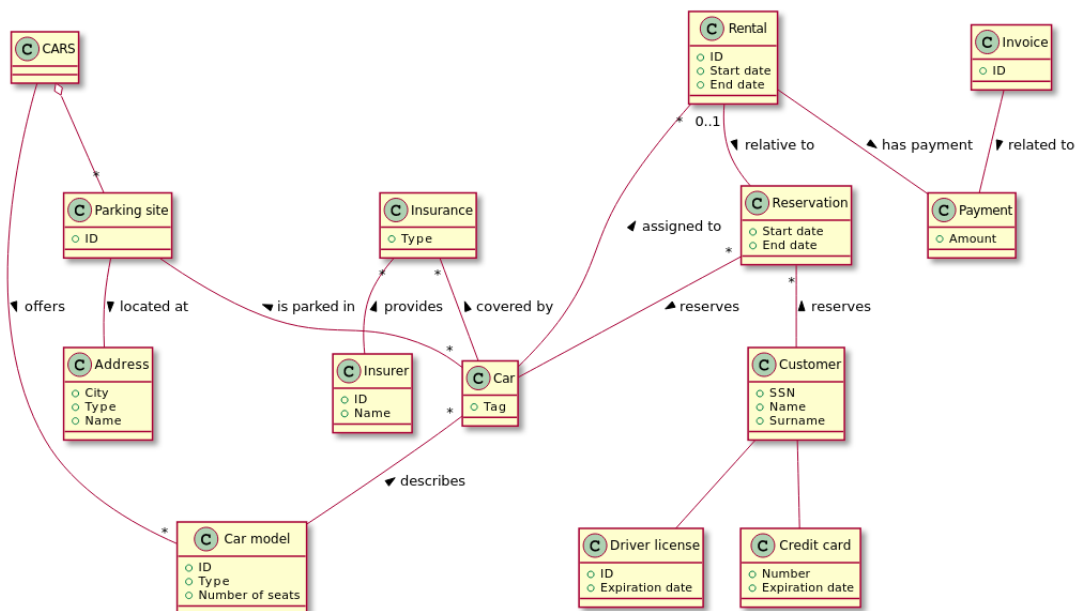 C Rental
ID
Start date
End date
C Invoice
ID
C CARS
*
0..1
relative to
has payment
related to
*
C Parking site
ID
C Insurance
Type
C Reservation
Start date
End date
C Payment
Amount
assigned to
*
*
*
*
offers
located at
is parked in
provides
covered by
reserves
reserves
*
C Address
City
Type
Name
C Insurer
ID
Name
C Car
Tag
C Customer
SSN
Name
Surname
*
describes
*
C Car model
ID
Type
Number of seats
C Driver license
ID
Expiration date
C Credit card
Number
Expiration date